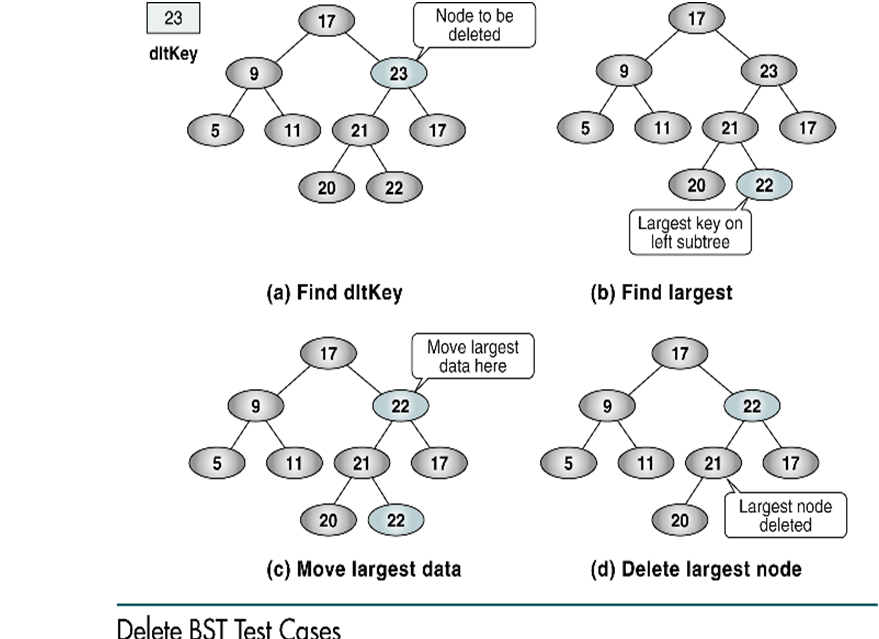 23
dltKey
17
Node to be
deleted
9
23
5
11
21
17
20
22
(a) Find dltKey
17
9
23
5
11
21
17
20
22
Largest key on
left subtree
(b) Find largest
17
Move largest
data here
9
22
5
11
21
17
20
22
(c) Move largest data
17
9
22
5
11
21
17
20
Largest node
deleted
(d) Delete largest node
Delete BST Test Cases